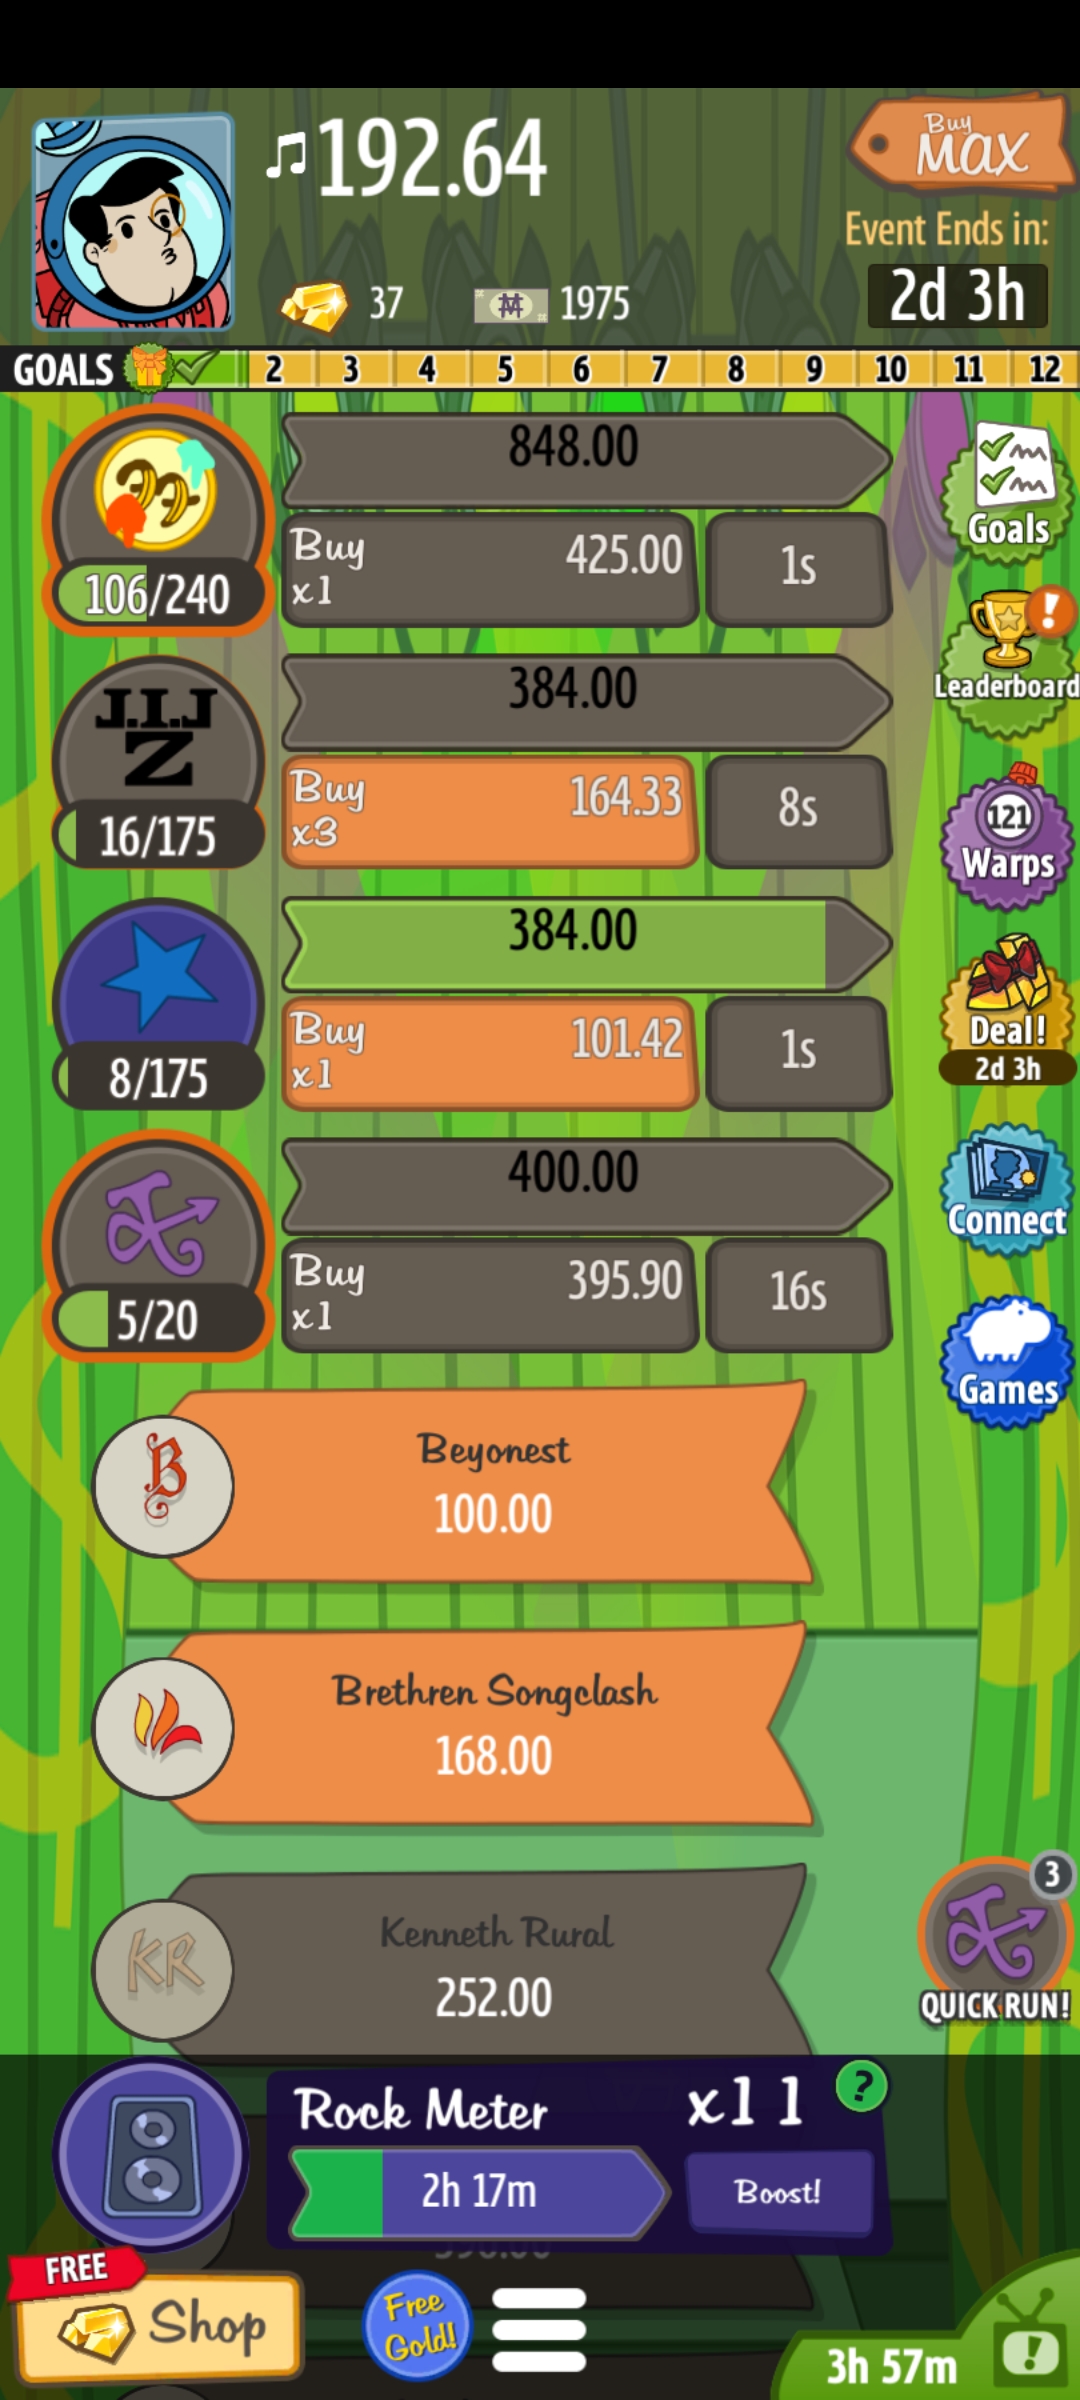 192.64
Buy
MAX
Event Ends in:
37
1975
2d 3h
GOALS 2 3 4 5 6 7 8 9 10 11 12
848.00
Buy
x1
425.00
1s
106/240
Goals
J.I.J
Z
384.00
Buy
x3
164.33
8s
16/175
Leaderboard
121
Warps
384.00
Buy
x1
101.42
1s
8/175
Deal!
2d 3h
400.00
Buy
x1
395.90
16s
5/20
Connect
Games
B
Beyonest
100.00
Brethren Songclash
168.00
KR
Kenneth Rural
252.00
3
QUICK RUN!
Rock Meter
x11
?
2h 17m
Boost!
FREE
Shop
Free
Gold!
3h 57m